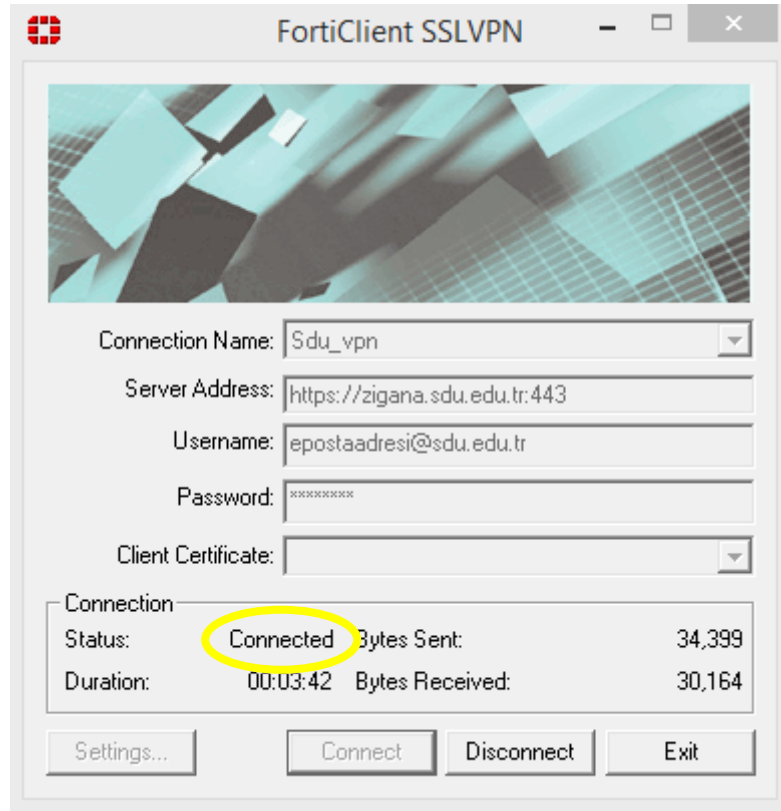 FortiClient SSLVPN
Connection Name: Sdu_vpn
Server Address: https://zigana.sdu.edu.tr:443
Username: epostaadresi@sdu.edu.tr
Password: ××××××××
Client Certificate:
Connection
Status: Connected Bytes Sent: 34,399
Duration: 00:03:42 Bytes Received: 30,164
Settings... Connect Disconnect Exit